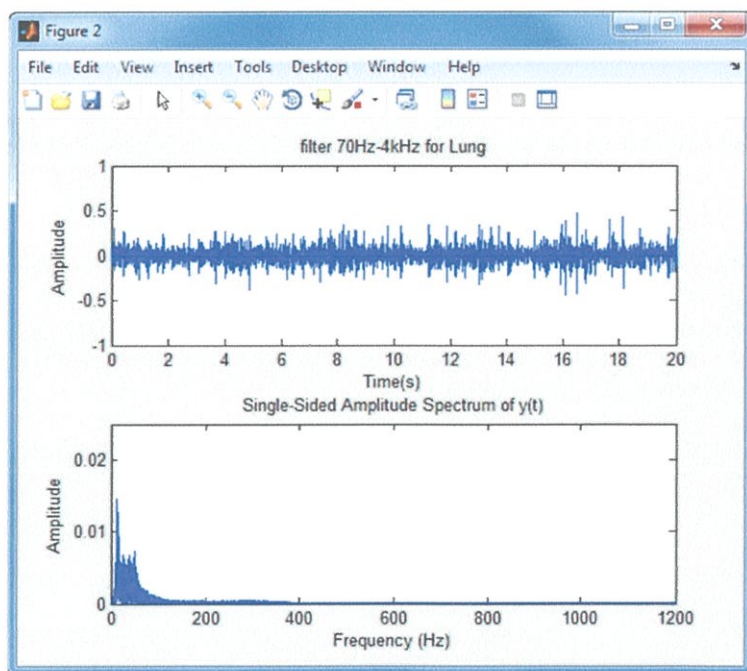 Figure 2
File Edit View Insert Tools Desktop Window Help
filter 70Hz-4kHz for Lung
1
0.5
0
-0.5
-1
Amplitude
0 2 4 6 8 10 12 14 16 18 20
Time(s)
Single-Sided Amplitude Spectrum of y(t)
0.02
0.01
0
Amplitude
0 200 400 600 800 1000 1200
Frequency (Hz)